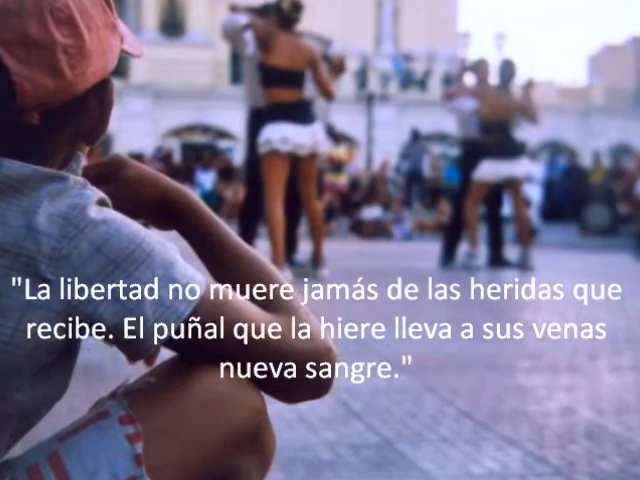 "La libertad no muere jamás de las heridas que
recibe. El puñal que la hiere lleva a sus venas
nueva sangre."